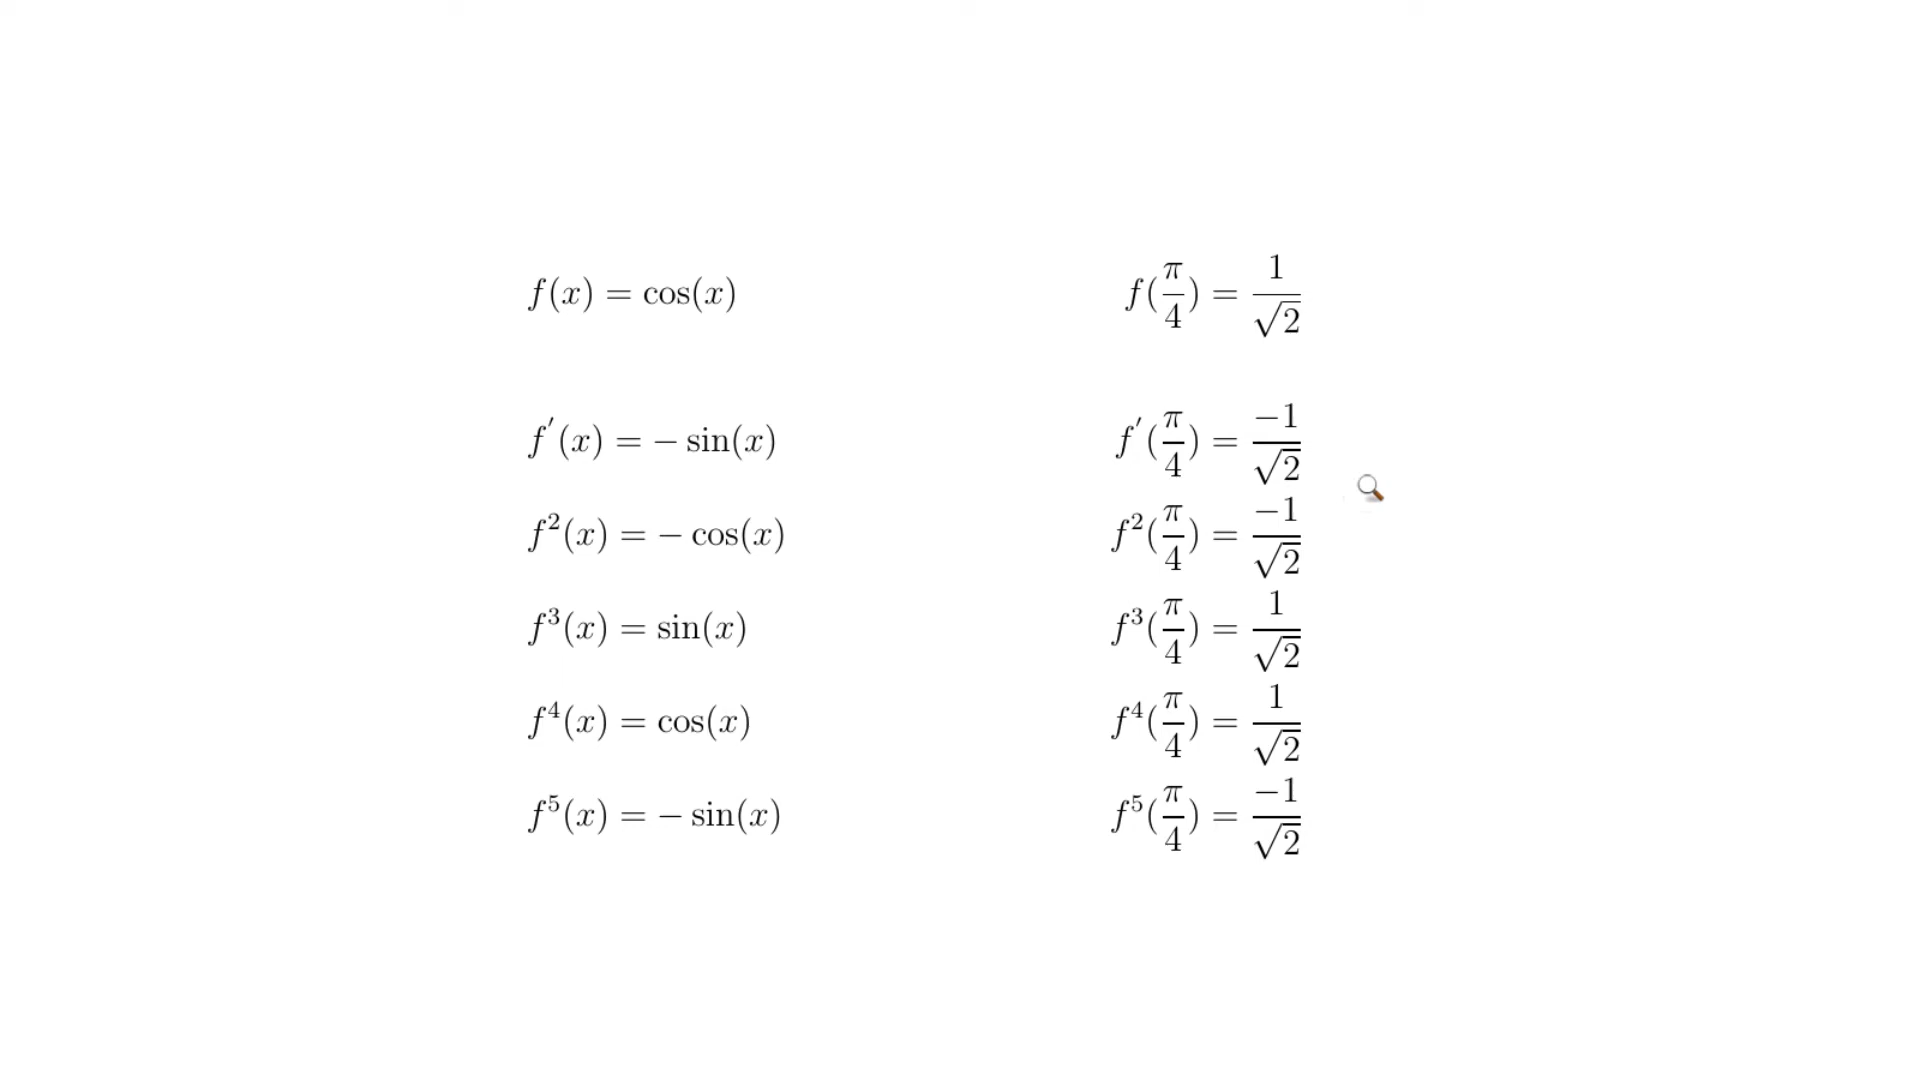 f(x) = cos(x) f(π/4) = 1/√2
f′(x) = − sin(x) f′(π/4) = −1/√2
f²(x) = − cos(x) f²(π/4) = −1/√2
f³(x) = sin(x) f³(π/4) = 1/√2
f⁴(x) = cos(x) f⁴(π/4) = 1/√2
f⁵(x) = − sin(x) f⁵(π/4) = −1/√2